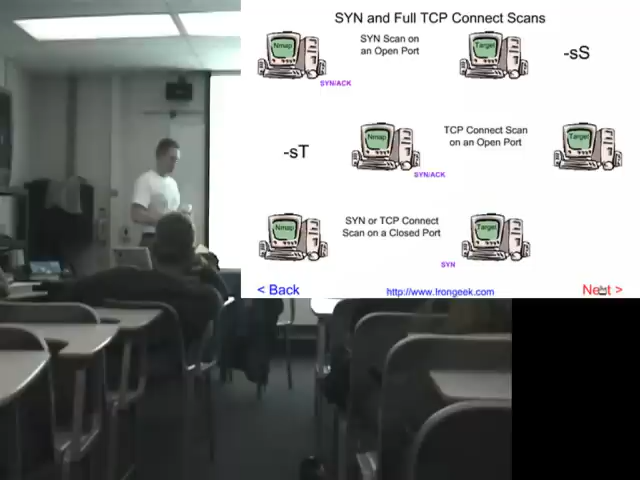 SYN and Full TCP Connect Scans
Nmap
SYN Scan on
an Open Port
Target
-sS
SYN/ACK
-sT
Nmap
TCP Connect Scan
on an Open Port
Target
SYN/ACK
Nmap
SYN or TCP Connect
Scan on a Closed Port
Target
SYN
< Back
http://www.Irongeek.com
Next >